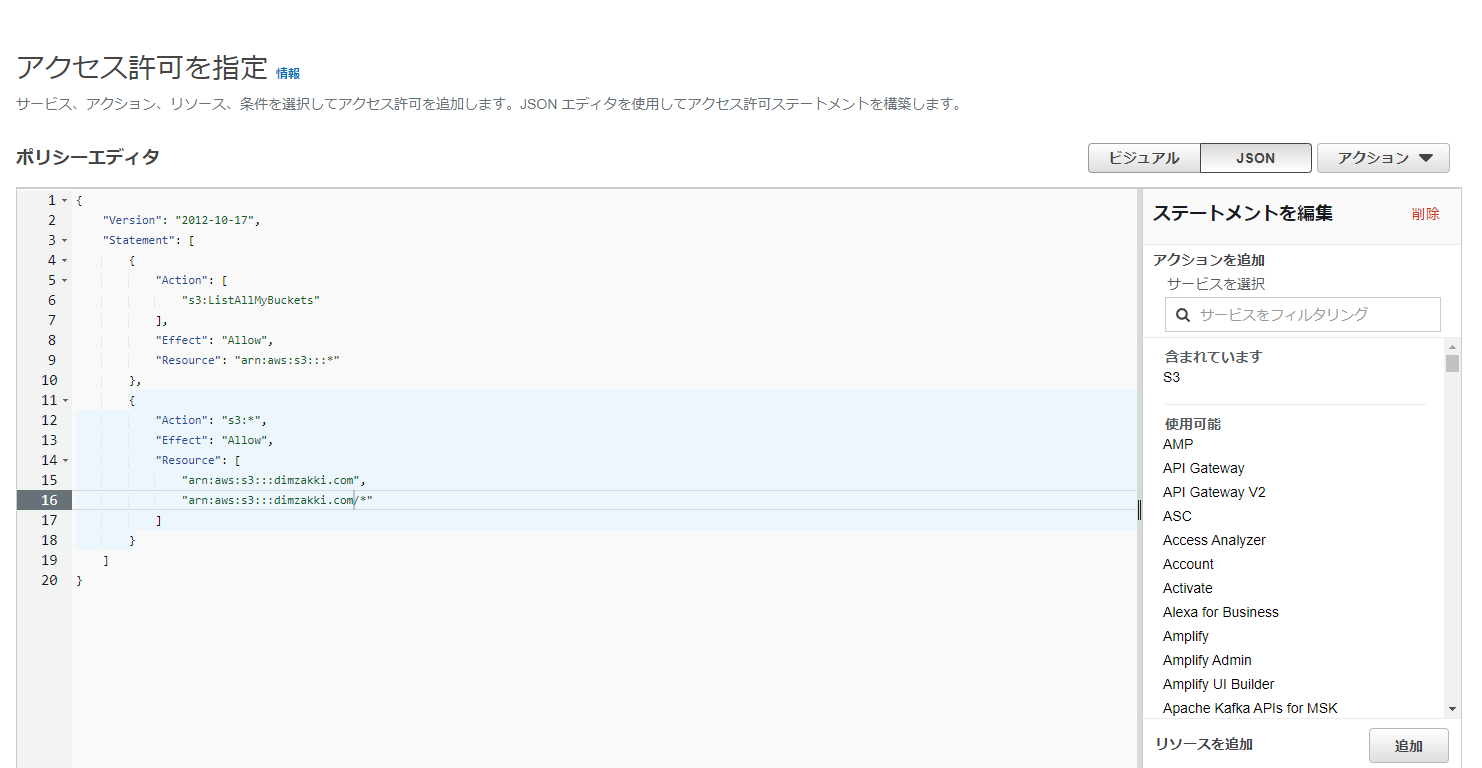 アクセス許可を指定 情報
サービス、アクション、リソース、条件を選択してアクセス許可を追加します。JSON エディタを使用してアクセス許可ステートメントを構築します。
ポリシーエディタ
ビジュアル JSON アクション
1 {
2 "Version": "2012-10-17",
3 "Statement": [
4 {
5 "Action": [
6 "s3:ListAllMyBuckets"
7 ],
8 "Effect": "Allow",
9 "Resource": "arn:aws:s3:::*"
10 },
11 {
12 "Action": "s3:*",
13 "Effect": "Allow",
14 "Resource": [
15 "arn:aws:s3:::dimzakki.com",
16 "arn:aws:s3:::dimzakki.com/*"
17 ]
18 }
19 ]
20 }
ステートメントを編集 削除
アクションを追加
サービスを選択
サービスをフィルタリング
含まれています
S3
使用可能
AMP
API Gateway
API Gateway V2
ASC
Access Analyzer
Account
Activate
Alexa for Business
Amplify
Amplify Admin
Amplify UI Builder
Apache Kafka APIs for MSK
リソースを追加 追加